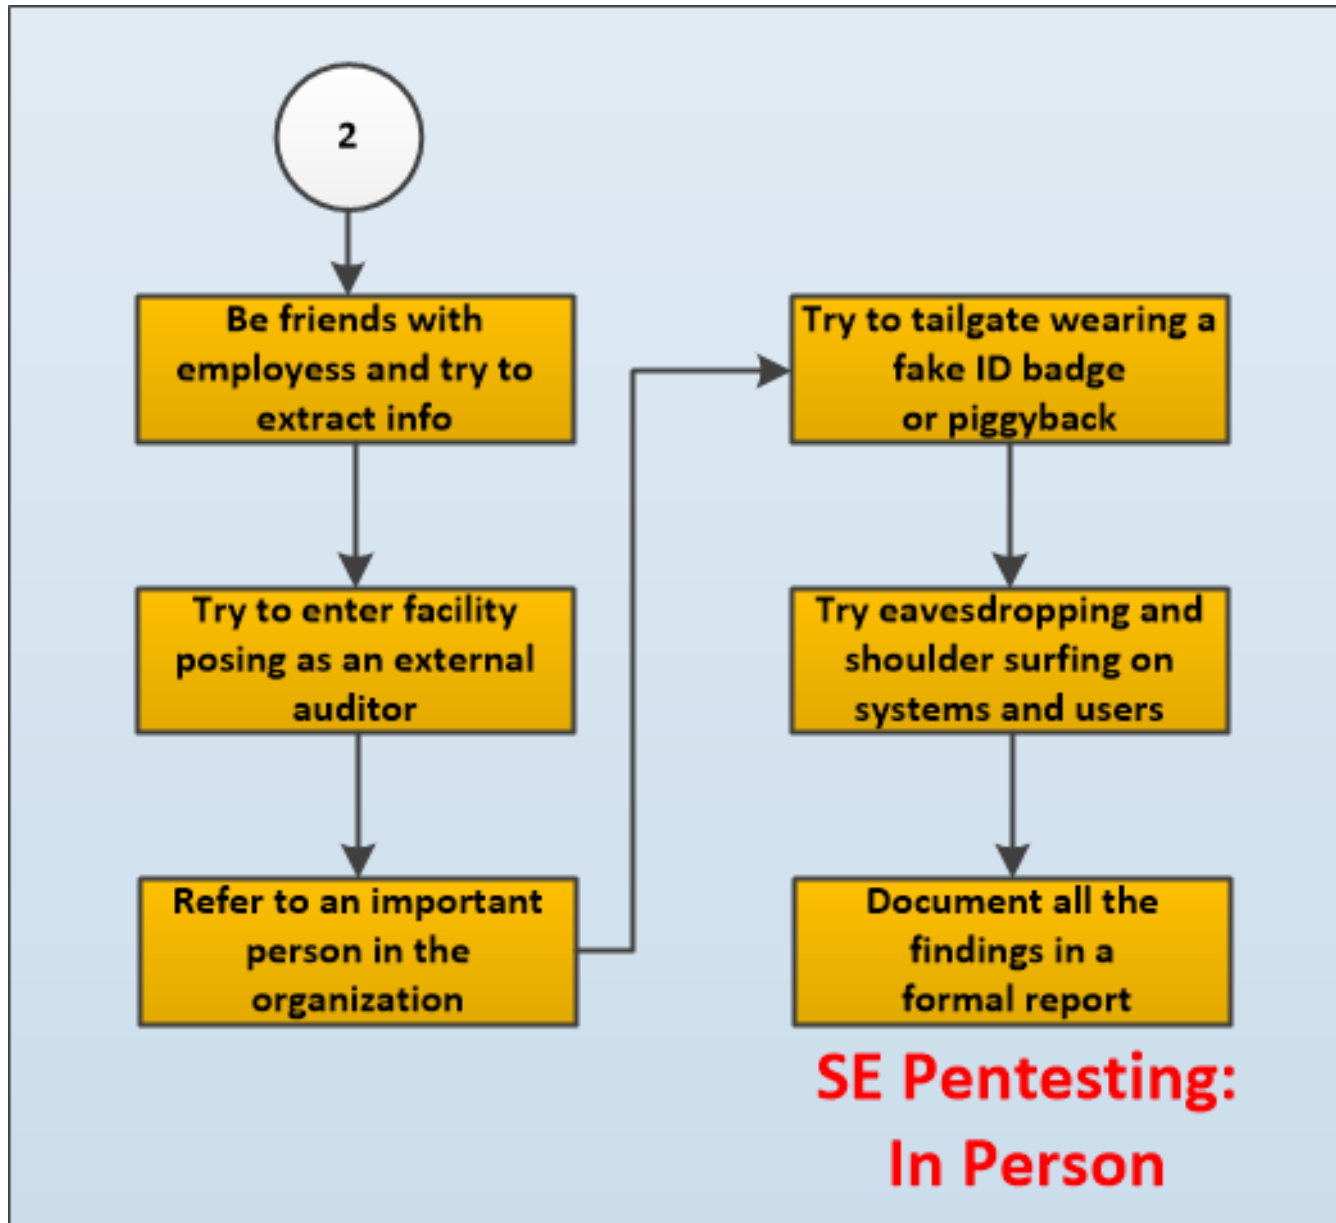 2
Be friends with
employess and try to
extract info
Try to enter facility
posing as an external
auditor
Refer to an important
person in the
organization
Try to tailgate wearing a
fake ID badge
or piggyback
Try eavesdropping and
shoulder surfing on
systems and users
Document all the
findings in a
formal report
SE Pentesting:
In Person